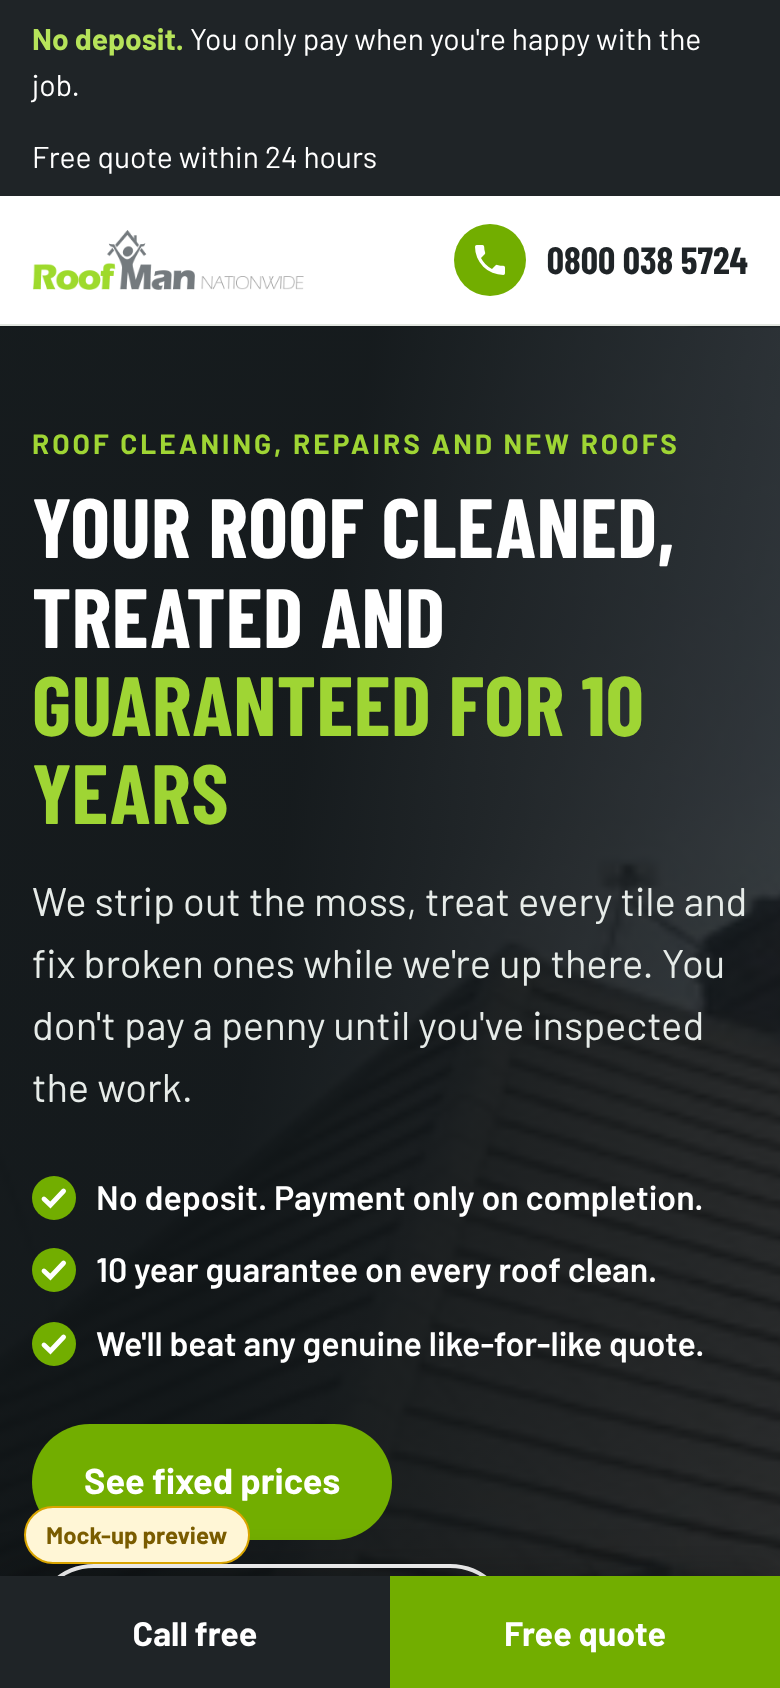 No deposit. You only pay when you're happy with the
job.
Free quote within 24 hours
RoofMan NATIONWIDE
0800 038 5724
ROOF CLEANING, REPAIRS AND NEW ROOFS
YOUR ROOF CLEANED,
TREATED AND
GUARANTEED FOR 10
YEARS
We strip out the moss, treat every tile and
fix broken ones while we're up there. You
don't pay a penny until you've inspected
the work.
No deposit. Payment only on completion.
10 year guarantee on every roof clean.
We'll beat any genuine like-for-like quote.
See fixed prices
Mock-up preview
Call free
Free quote